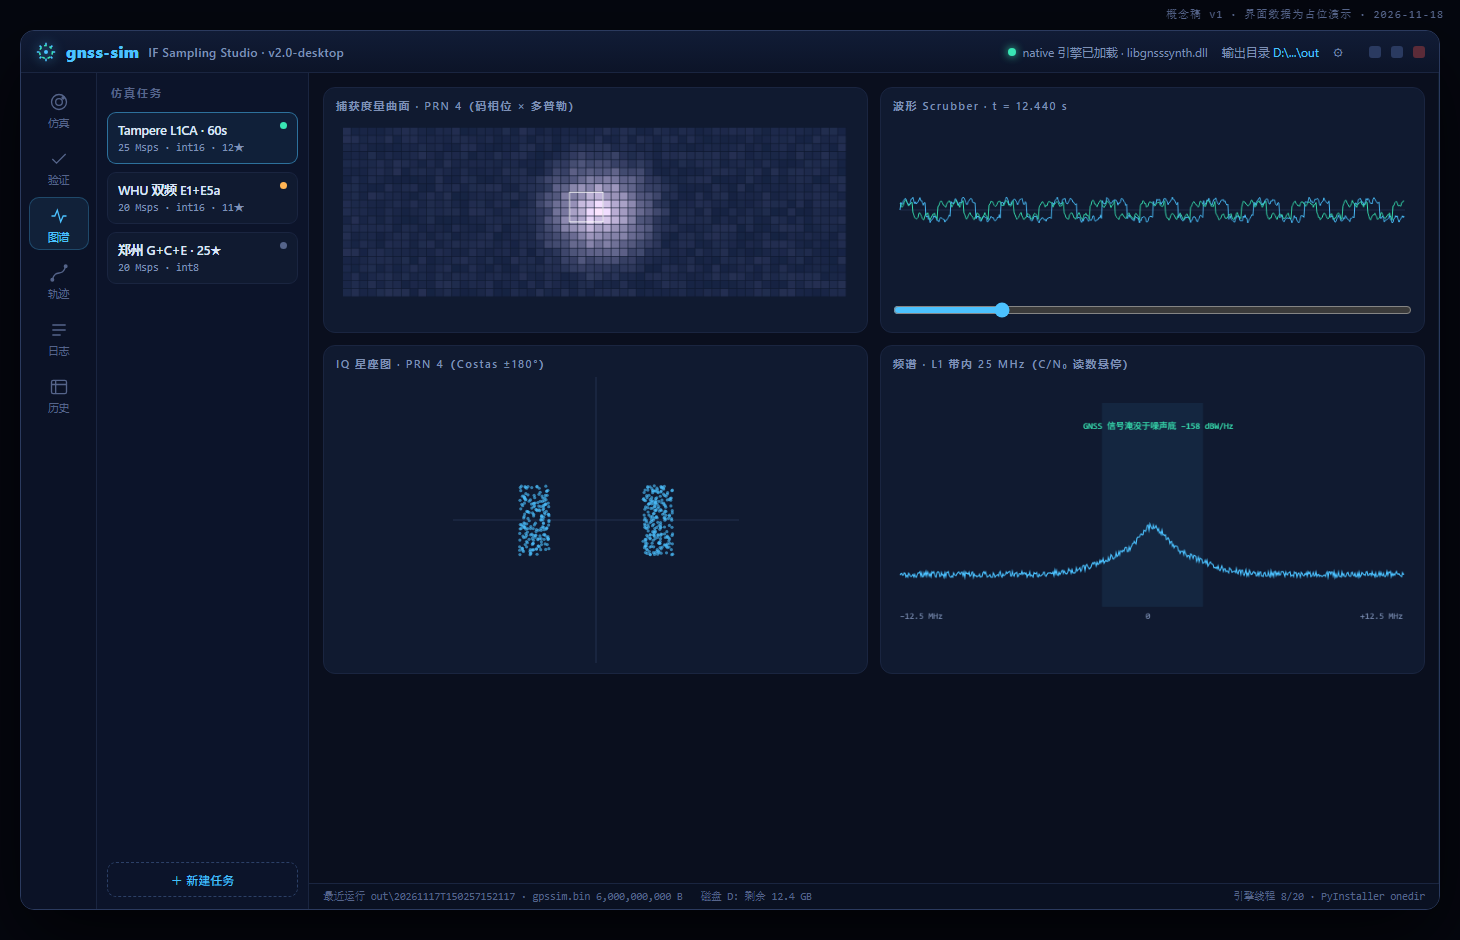 概念稿 v1 · 界面数据为占位演示 · 2026-11-18
gnss-sim IF Sampling Studio · v2.0-desktop
native 引擎已加载 · libgnsssynth.dll 输出目录 D:\...\out
仿真
验证
图谱
轨迹
日志
历史
仿真任务
Tampere L1CA · 60s
25 Msps · int16 · 12★
WHU 双频 E1+E5a
20 Msps · int16 · 11★
郑州 G+C+E · 25★
20 Msps · int8
+ 新建任务
捕获度量曲面 · PRN 4 (码相位 × 多普勒)
波形 Scrubber · t = 12.440 s
IQ 星座图 · PRN 4 (Costas ±180°)
频谱 · L1 带内 25 MHz (C/N₀ 读数悬停)
GNSS 信号淹没于噪声底 -158 dBW/Hz
-12.5 MHz 0 +12.5 MHz
最近运行 out\20261117T150257152117 · gpssim.bin 6,000,000,000 B 磁盘 D: 剩余 12.4 GB
引擎线程 8/20 · PyInstaller onedir